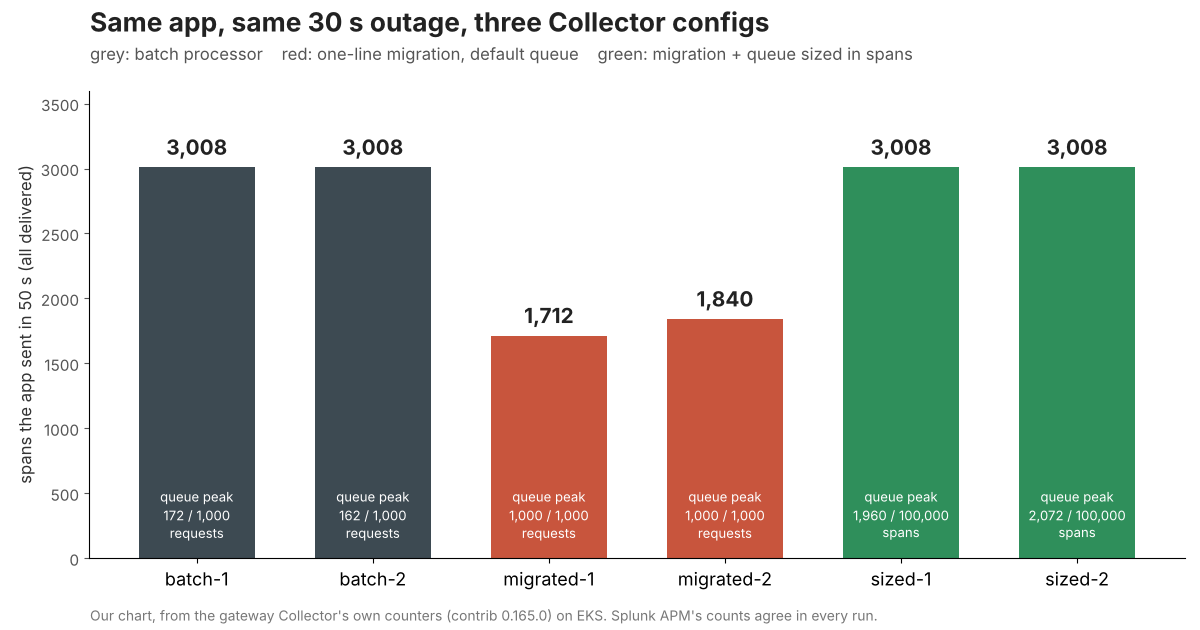 Same app, same 30 s outage, three Collector configs
grey: batch processor red: one-line migration, default queue green: migration + queue sized in spans
spans the app sent in 50 s (all delivered)
3500
3000
2500
2000
1500
1000
500
0
3,008
3,008
1,712
1,840
3,008
3,008
queue peak
172 / 1,000
requests
queue peak
162 / 1,000
requests
queue peak
1,000 / 1,000
requests
queue peak
1,000 / 1,000
requests
queue peak
1,960 / 100,000
spans
queue peak
2,072 / 100,000
spans
batch-1
batch-2
migrated-1
migrated-2
sized-1
sized-2
Our chart, from the gateway Collector's own counters (contrib 0.165.0) on EKS. Splunk APM's counts agree in every run.